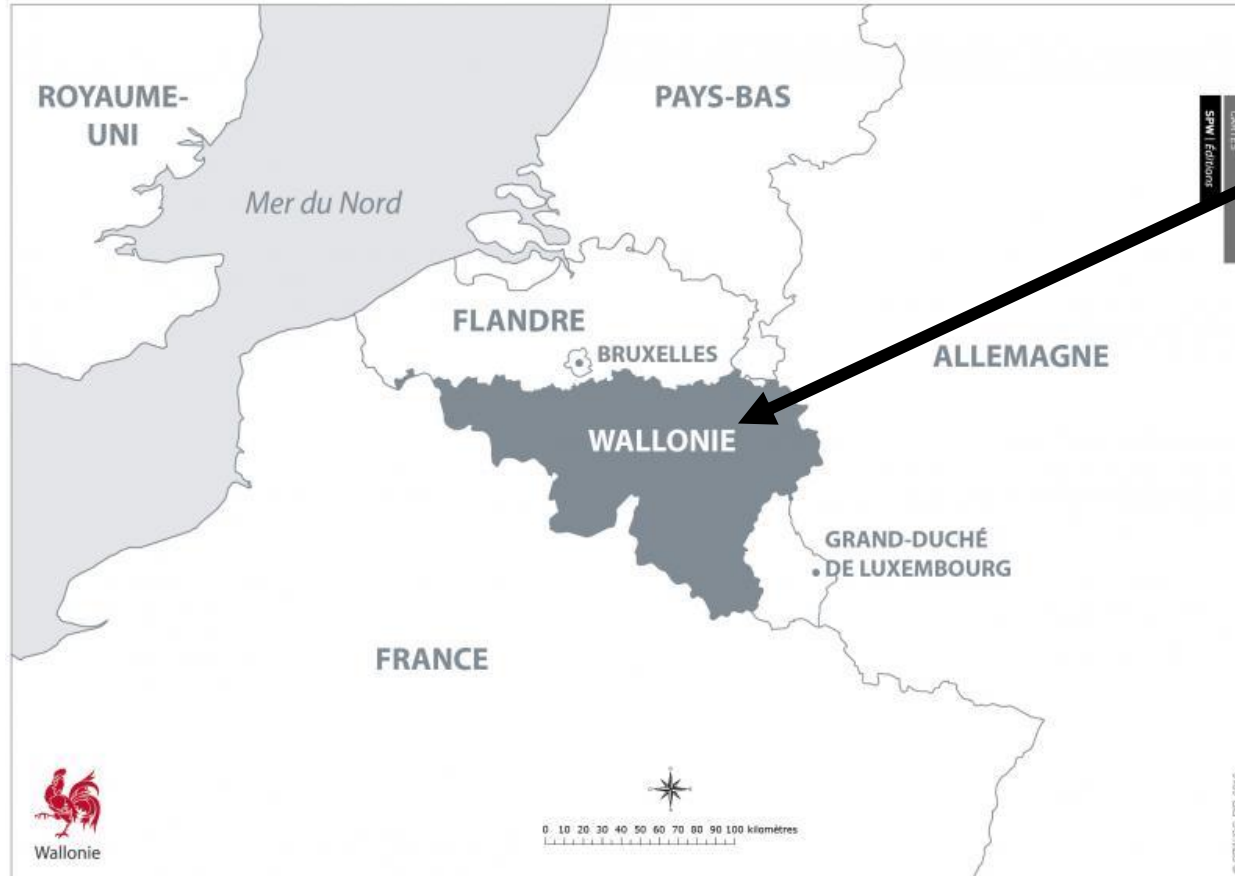 ROYAUME-
UNI
PAYS-BAS
Mer du Nord
SPW | Éditions
CARTES
FLANDRE
BRUXELLES
ALLEMAGNE
WALLONIE
GRAND-DUCHÉ
DE LUXEMBOURG
FRANCE
0 10 20 30 40 50 60 70 80 90 100 kilomètres
Wallonie